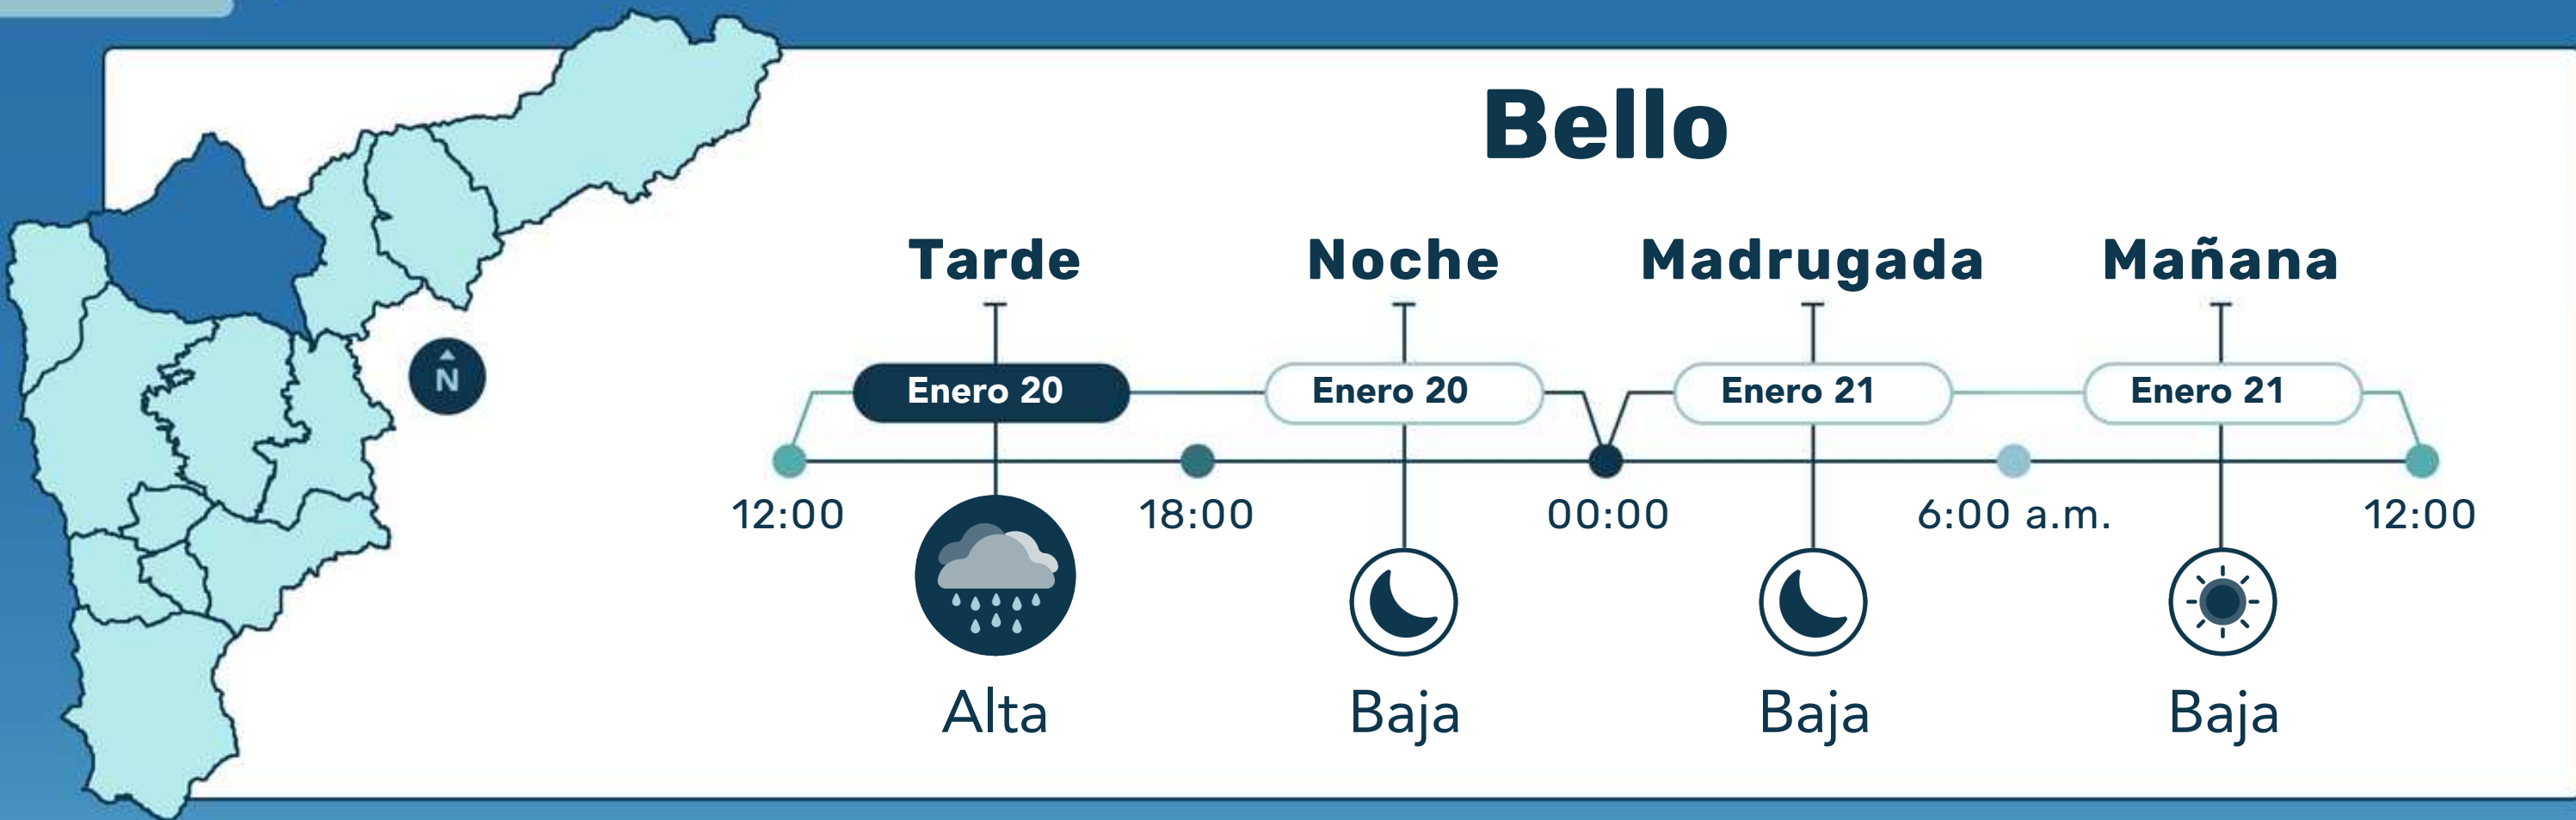 Bello
Tarde Noche Madrugada Mañana
Enero 20 Enero 20 Enero 21 Enero 21
N
12:00 18:00 00:00 6:00 a.m. 12:00
Alta Baja Baja Baja